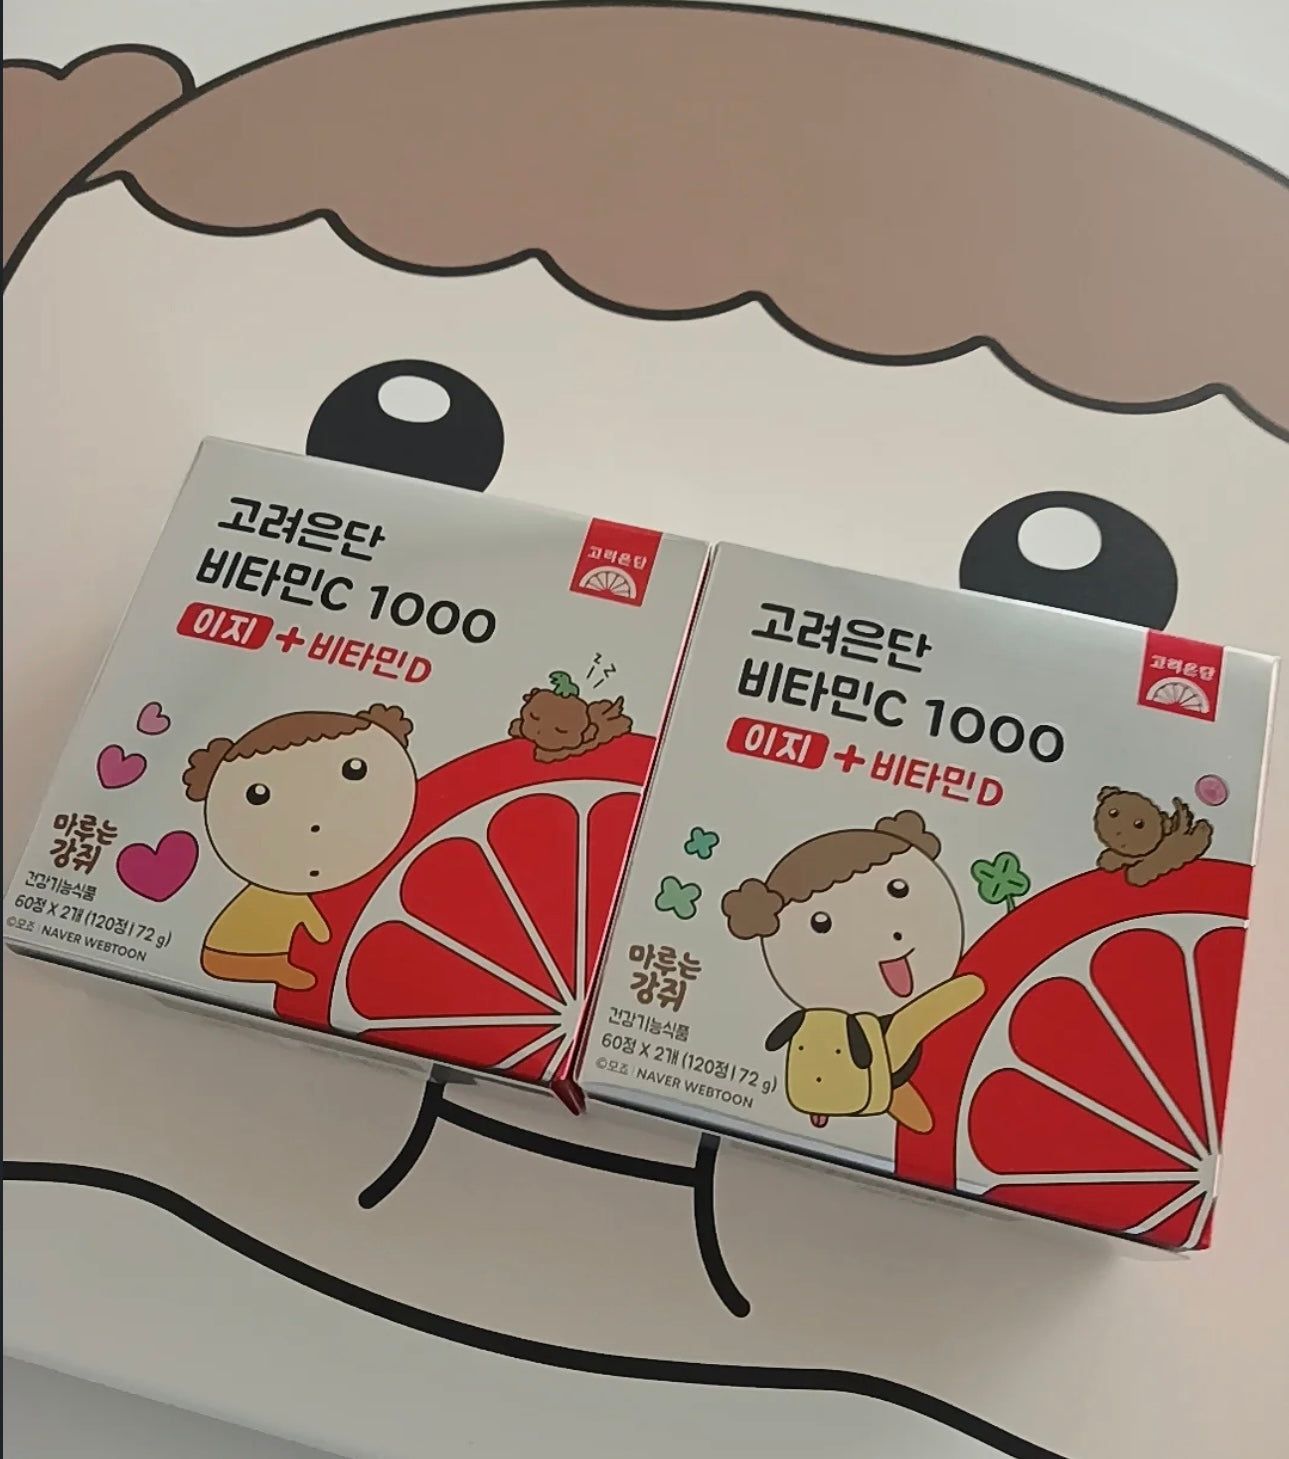 고려은단
비타민C 1000
이지 + 비타민D
고려은단
z z
마루는
강쥐
건강기능식품
60정 X 2개 (120정 | 72 g)
©모죠 | NAVER WEBTOON
고려은단
비타민C 1000
이지 + 비타민D
고려은단
마루는
강쥐
건강기능식품
60정 X 2개 (120정 | 72 g)
©모죠 | NAVER WEBTOON